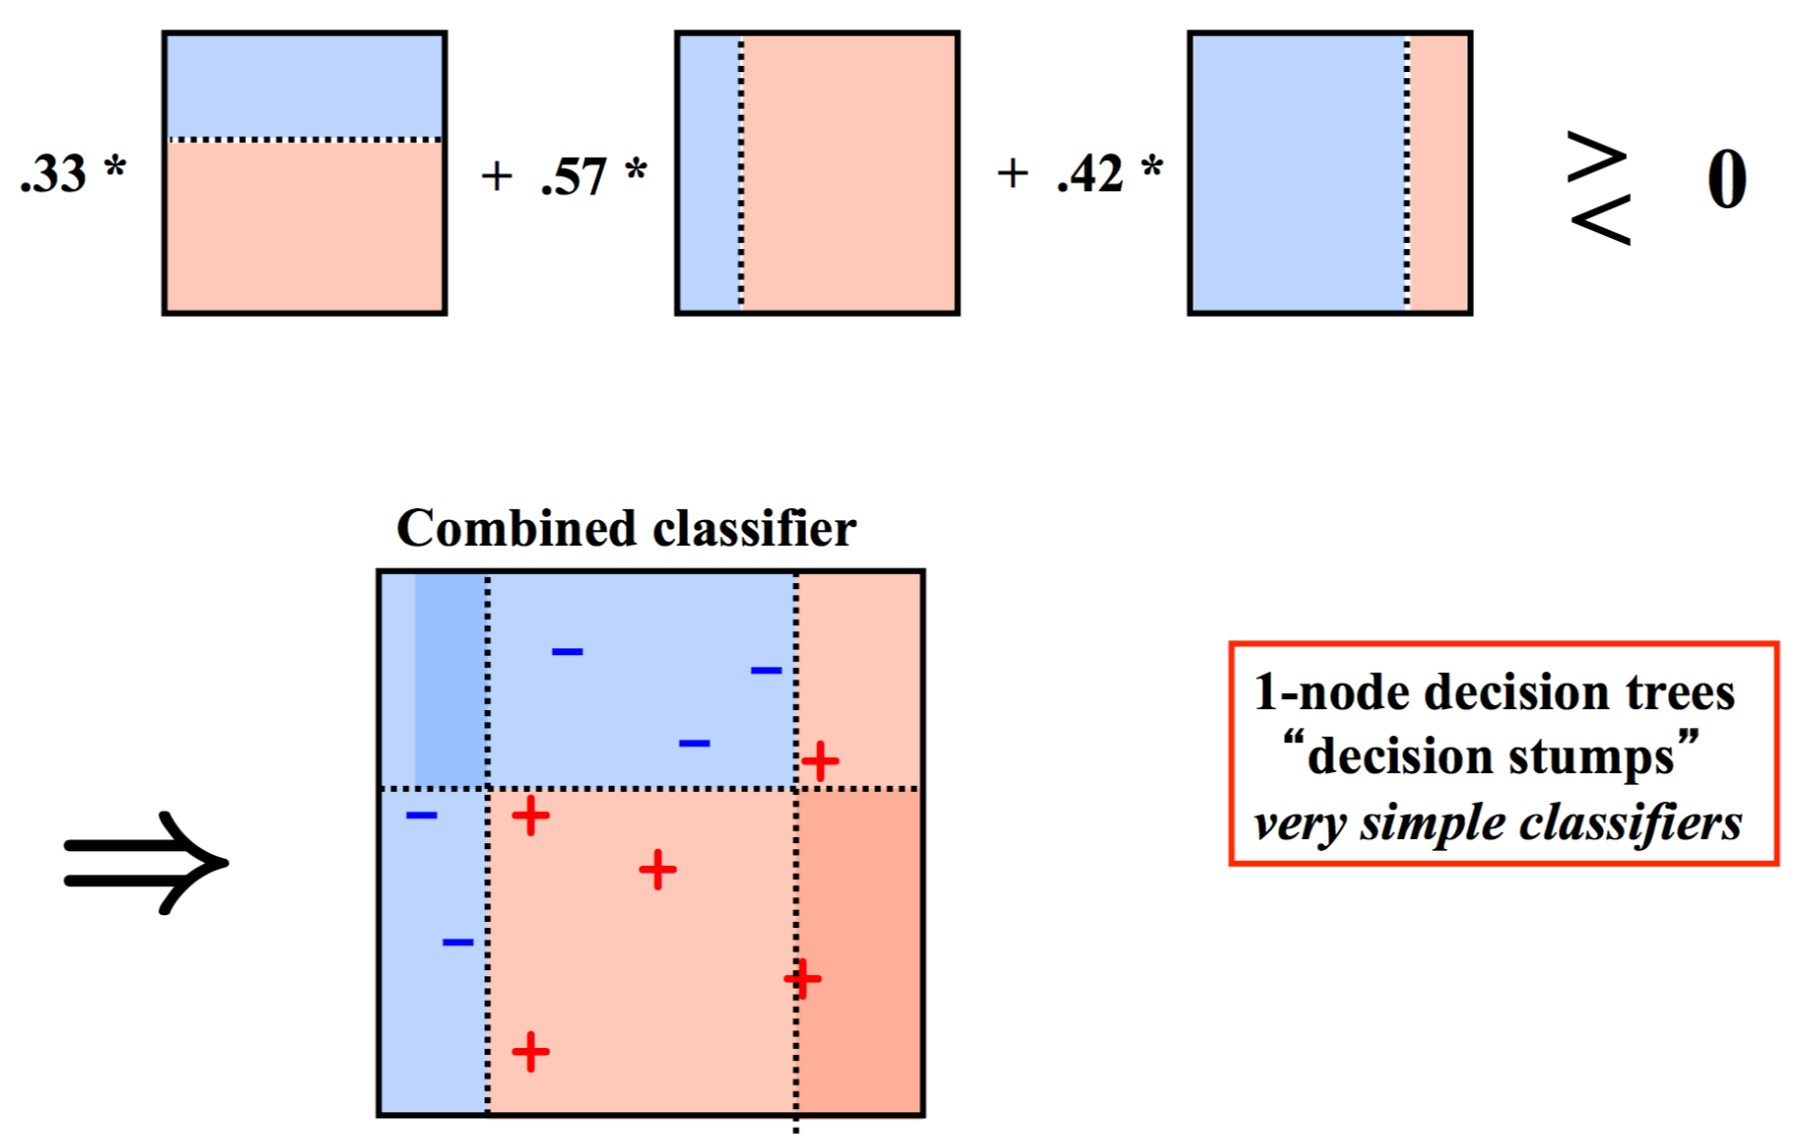 .33 * + .57 * + .42 * ≥ < 0
Combined classifier
⇒
1-node decision trees
“decision stumps”
very simple classifiers